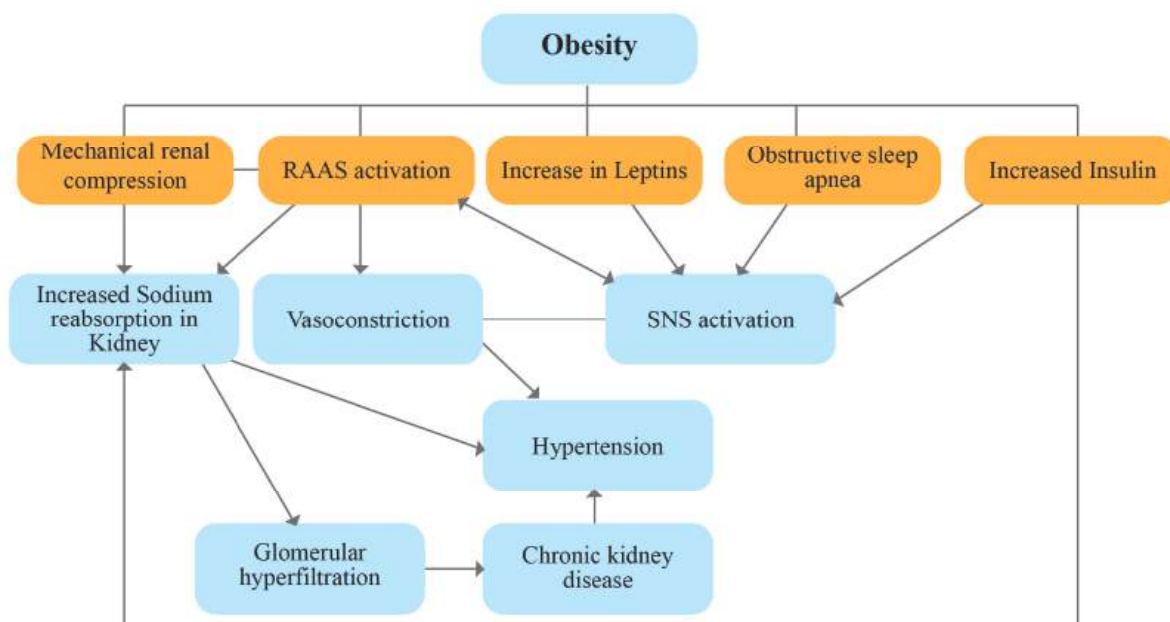 Obesity
Mechanical renal
compression
RAAS activation
Increase in Leptins
Obstructive sleep
apnea
Increased Insulin
Increased Sodium
reabsorption in
Kidney
Vasoconstriction
SNS activation
Hypertension
Glomerular
hyperfiltration
Chronic kidney
disease